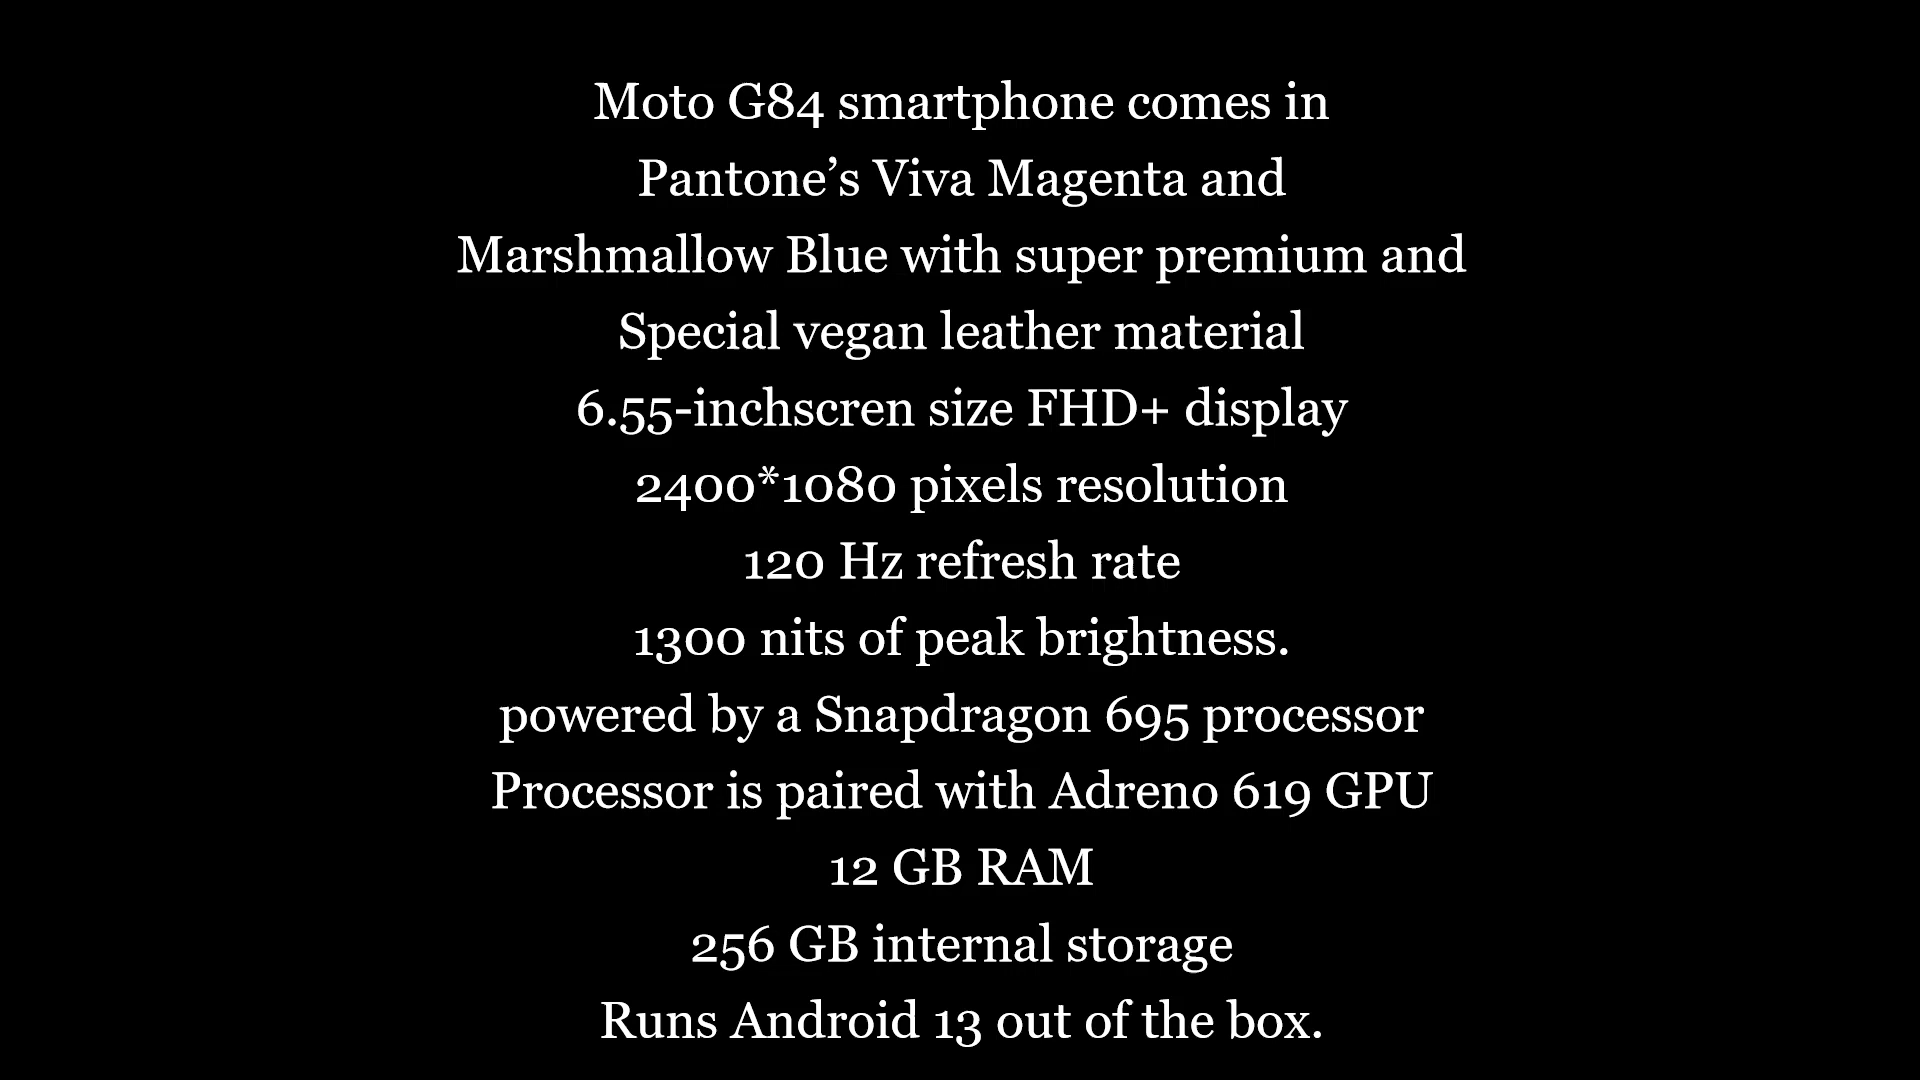 Moto G84 smartphone comes in
Pantone’s Viva Magenta and
Marshmallow Blue with super premium and
Special vegan leather material
6.55-inchscren size FHD+ display
2400*1080 pixels resolution
120 Hz refresh rate
1300 nits of peak brightness.
powered by a Snapdragon 695 processor
Processor is paired with Adreno 619 GPU
12 GB RAM
256 GB internal storage
Runs Android 13 out of the box.